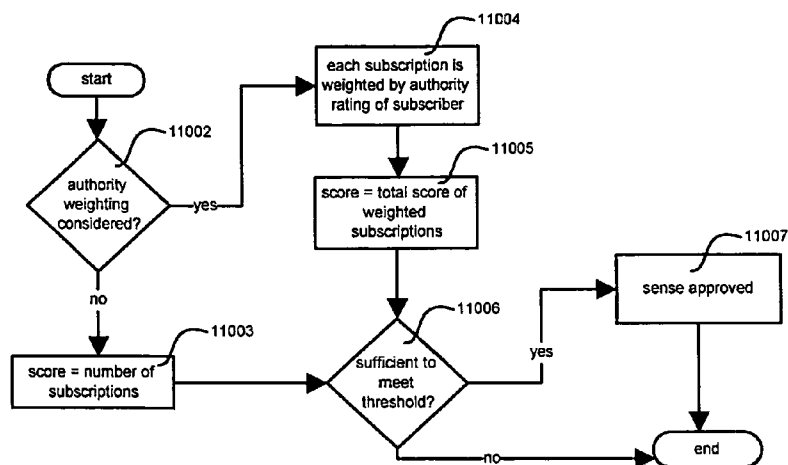 start
11002
authority
weighting
considered?
yes
no
11004
each subscription is
weighted by authority
rating of subscriber
11005
score = total score of
weighted
subscriptions
11003
score = number of
subscriptions
11006
sufficient to
meet
threshold?
yes
no
11007
sense approved
end